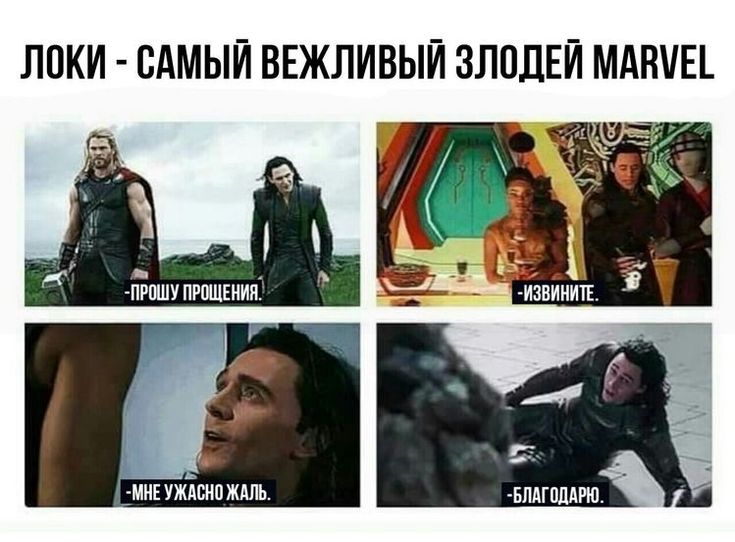 ЛОКИ - САМЫЙ ВЕЖЛИВЫЙ ЗЛОДЕЙ MARVEL
-ПРОШУ ПРОЩЕНИЯ.
-ИЗВИНИТЕ.
-МНЕ УЖАСНО ЖАЛЬ.
-БЛАГОДАРЮ.